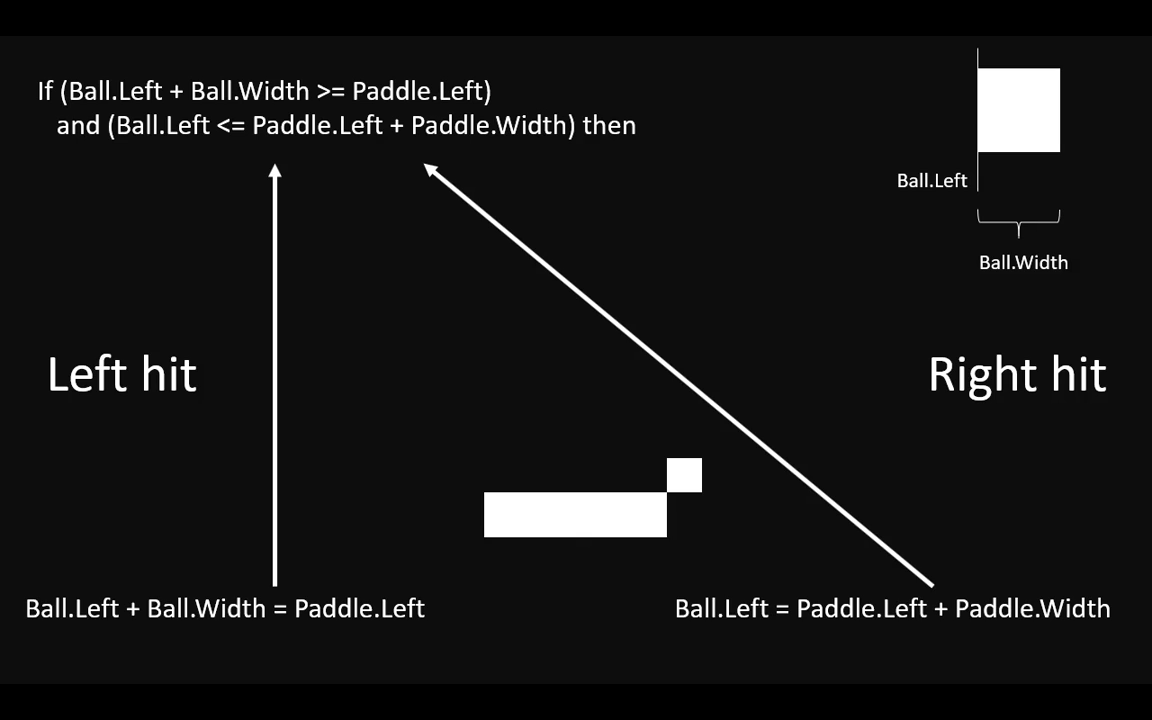 If (Ball.Left + Ball.Width >= Paddle.Left)
and (Ball.Left <= Paddle.Left + Paddle.Width) then
Ball.Left
Ball.Width
Left hit
Right hit
Ball.Left + Ball.Width = Paddle.Left
Ball.Left = Paddle.Left + Paddle.Width